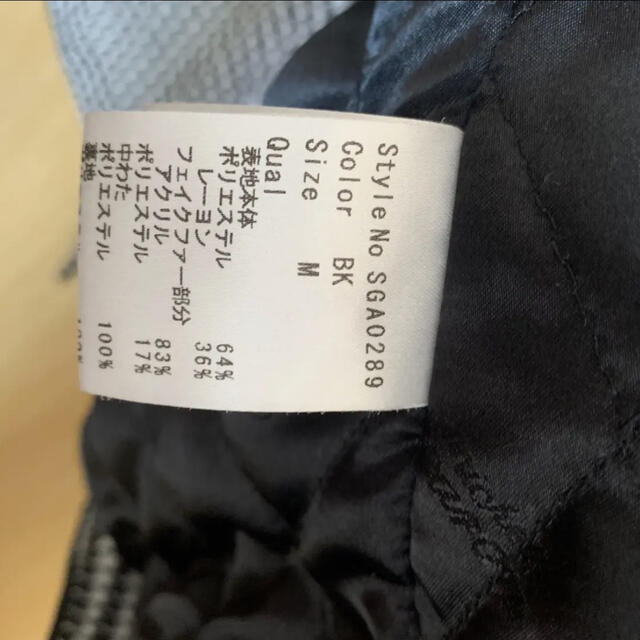 Style No SGA0289
Color BK
Size M
Qual
表地本体
ポリエステル 64%
レーヨン 36%
フェイクファー部分
アクリル 83%
ポリエステル 17%
中わた
ポリエステル 100%
裏地